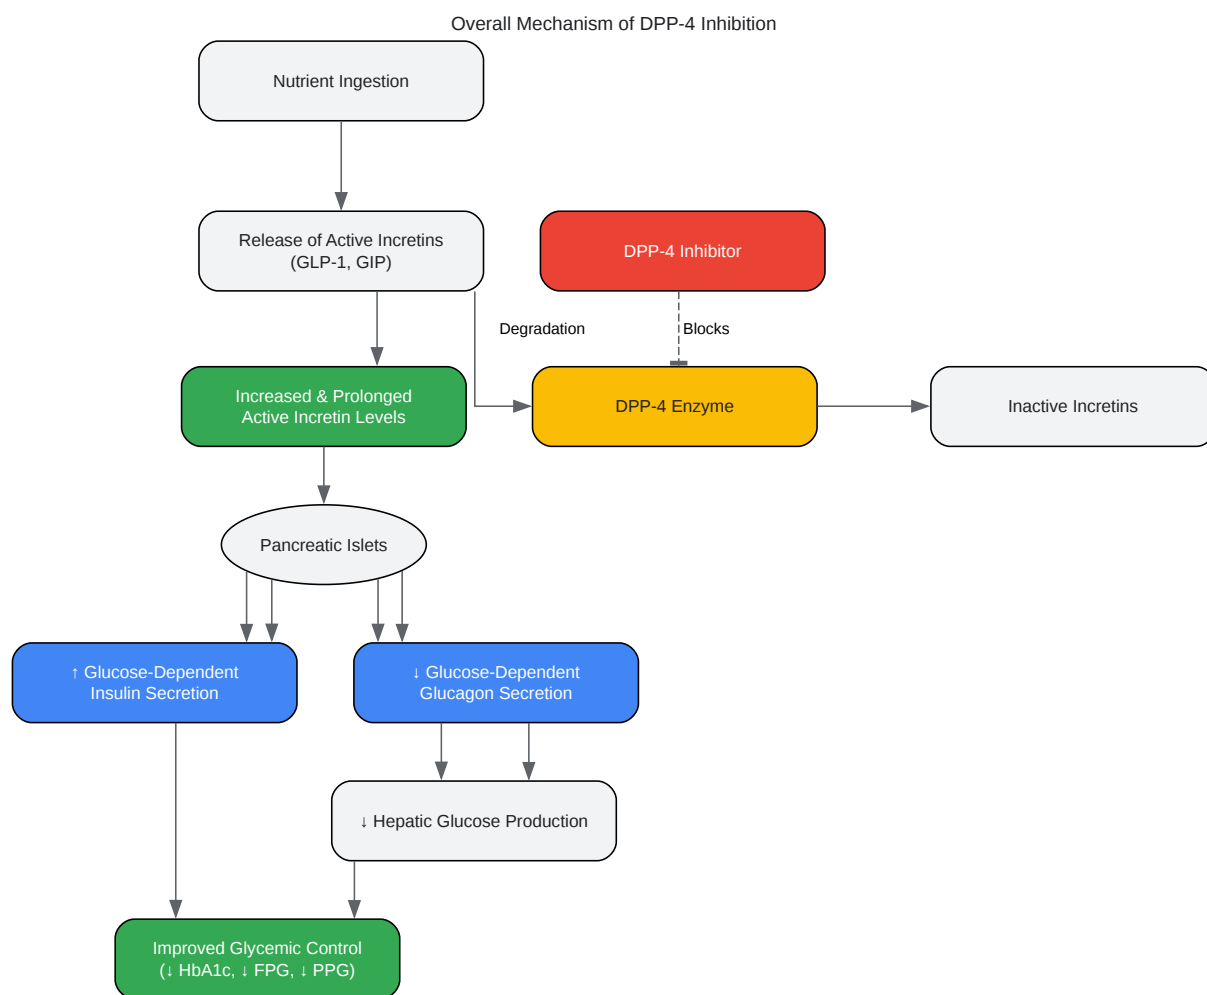 Overall Mechanism of DPP-4 Inhibition
Nutrient Ingestion
Release of Active Incretins
(GLP-1, GIP)
DPP-4 Inhibitor
Degradation
Blocks
Increased & Prolonged
Active Incretin Levels
DPP-4 Enzyme
Inactive Incretins
Pancreatic Islets
↑ Glucose-Dependent
Insulin Secretion
↓ Glucose-Dependent
Glucagon Secretion
↓ Hepatic Glucose Production
Improved Glycemic Control
(↓ HbA1c, ↓ FPG, ↓ PPG)